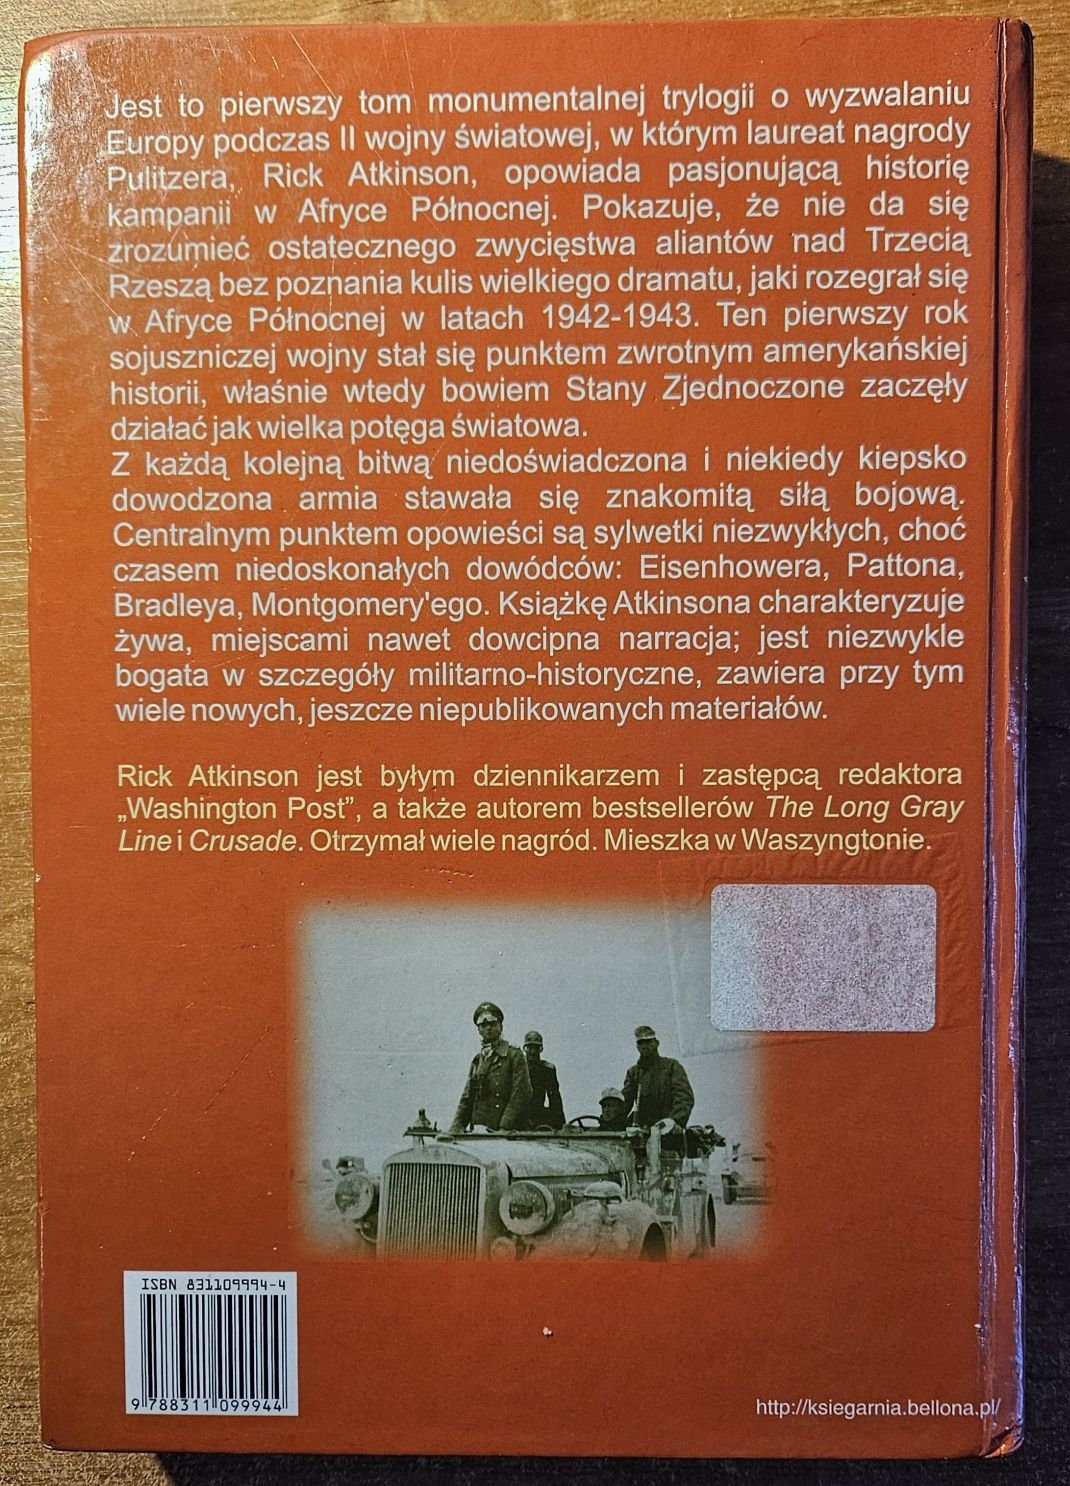 Jest to pierwszy tom monumentalnej trylogii o wyzwalaniu
Europy podczas II wojny światowej, w którym laureat nagrody
Pulitzera, Rick Atkinson, opowiada pasjonującą historię
kampanii w Afryce Północnej. Pokazuje, że nie da się
zrozumieć ostatecznego zwycięstwa aliantów nad Trzecią
Rzeszą bez poznania kulis wielkiego dramatu, jaki rozegrał się
w Afryce Północnej w latach 1942-1943. Ten pierwszy rok
sojuszniczej wojny stał się punktem zwrotnym amerykańskiej
historii, właśnie wtedy bowiem Stany Zjednoczone zaczęły
działać jak wielka potęga światowa.
Z każdą kolejną bitwą niedoświadczona i niekiedy kiepsko
dowodzona armia stawała się znakomitą siłą bojową.
Centralnym punktem opowieści są sylwetki niezwykłych, choć
czasem niedoskonałych dowódców: Eisenhowera, Pattona,
Bradleya, Montgomery'ego. Książkę Atkinsona charakteryzuje
żywa, miejscami nawet dowcipna narracja; jest niezwykle
bogata w szczegóły militarno-historyczne, zawiera przy tym
wiele nowych, jeszcze niepublikowanych materiałów.
Rick Atkinson jest byłym dziennikarzem i zastępcą redaktora
„Washington Post”, a także autorem bestsellerów The Long Gray
Line i Crusade. Otrzymał wiele nagród. Mieszka w Waszyngtonie.
ISBN 831109994-4
9 788311 099944
http://ksiegarnia.bellona.pl/